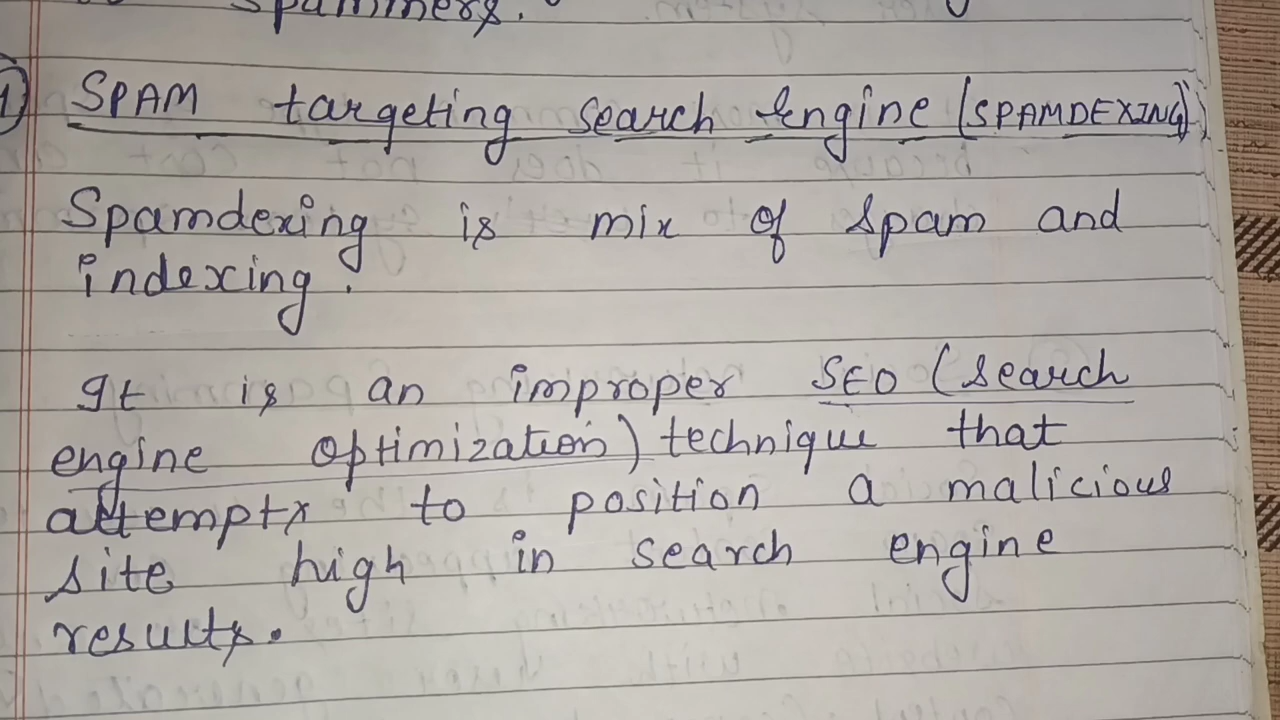 spammers.
1) SPAM targeting search engine (SPAMDEXING)
Spamdexing is mix of spam and
indexing.
It is an improper SEO (search
engine optimization) technique that
attempts to position a malicious
site high in search engine
results.